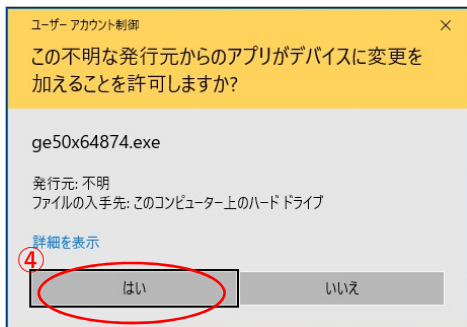 ユーザー アカウント制御
この不明な発行元からのアプリがデバイスに変更を
加えることを許可しますか?
ge50x64874.exe
発行元: 不明
ファイルの入手先: このコンピューター上のハード ドライブ
詳細を表示
④
はい
いいえ